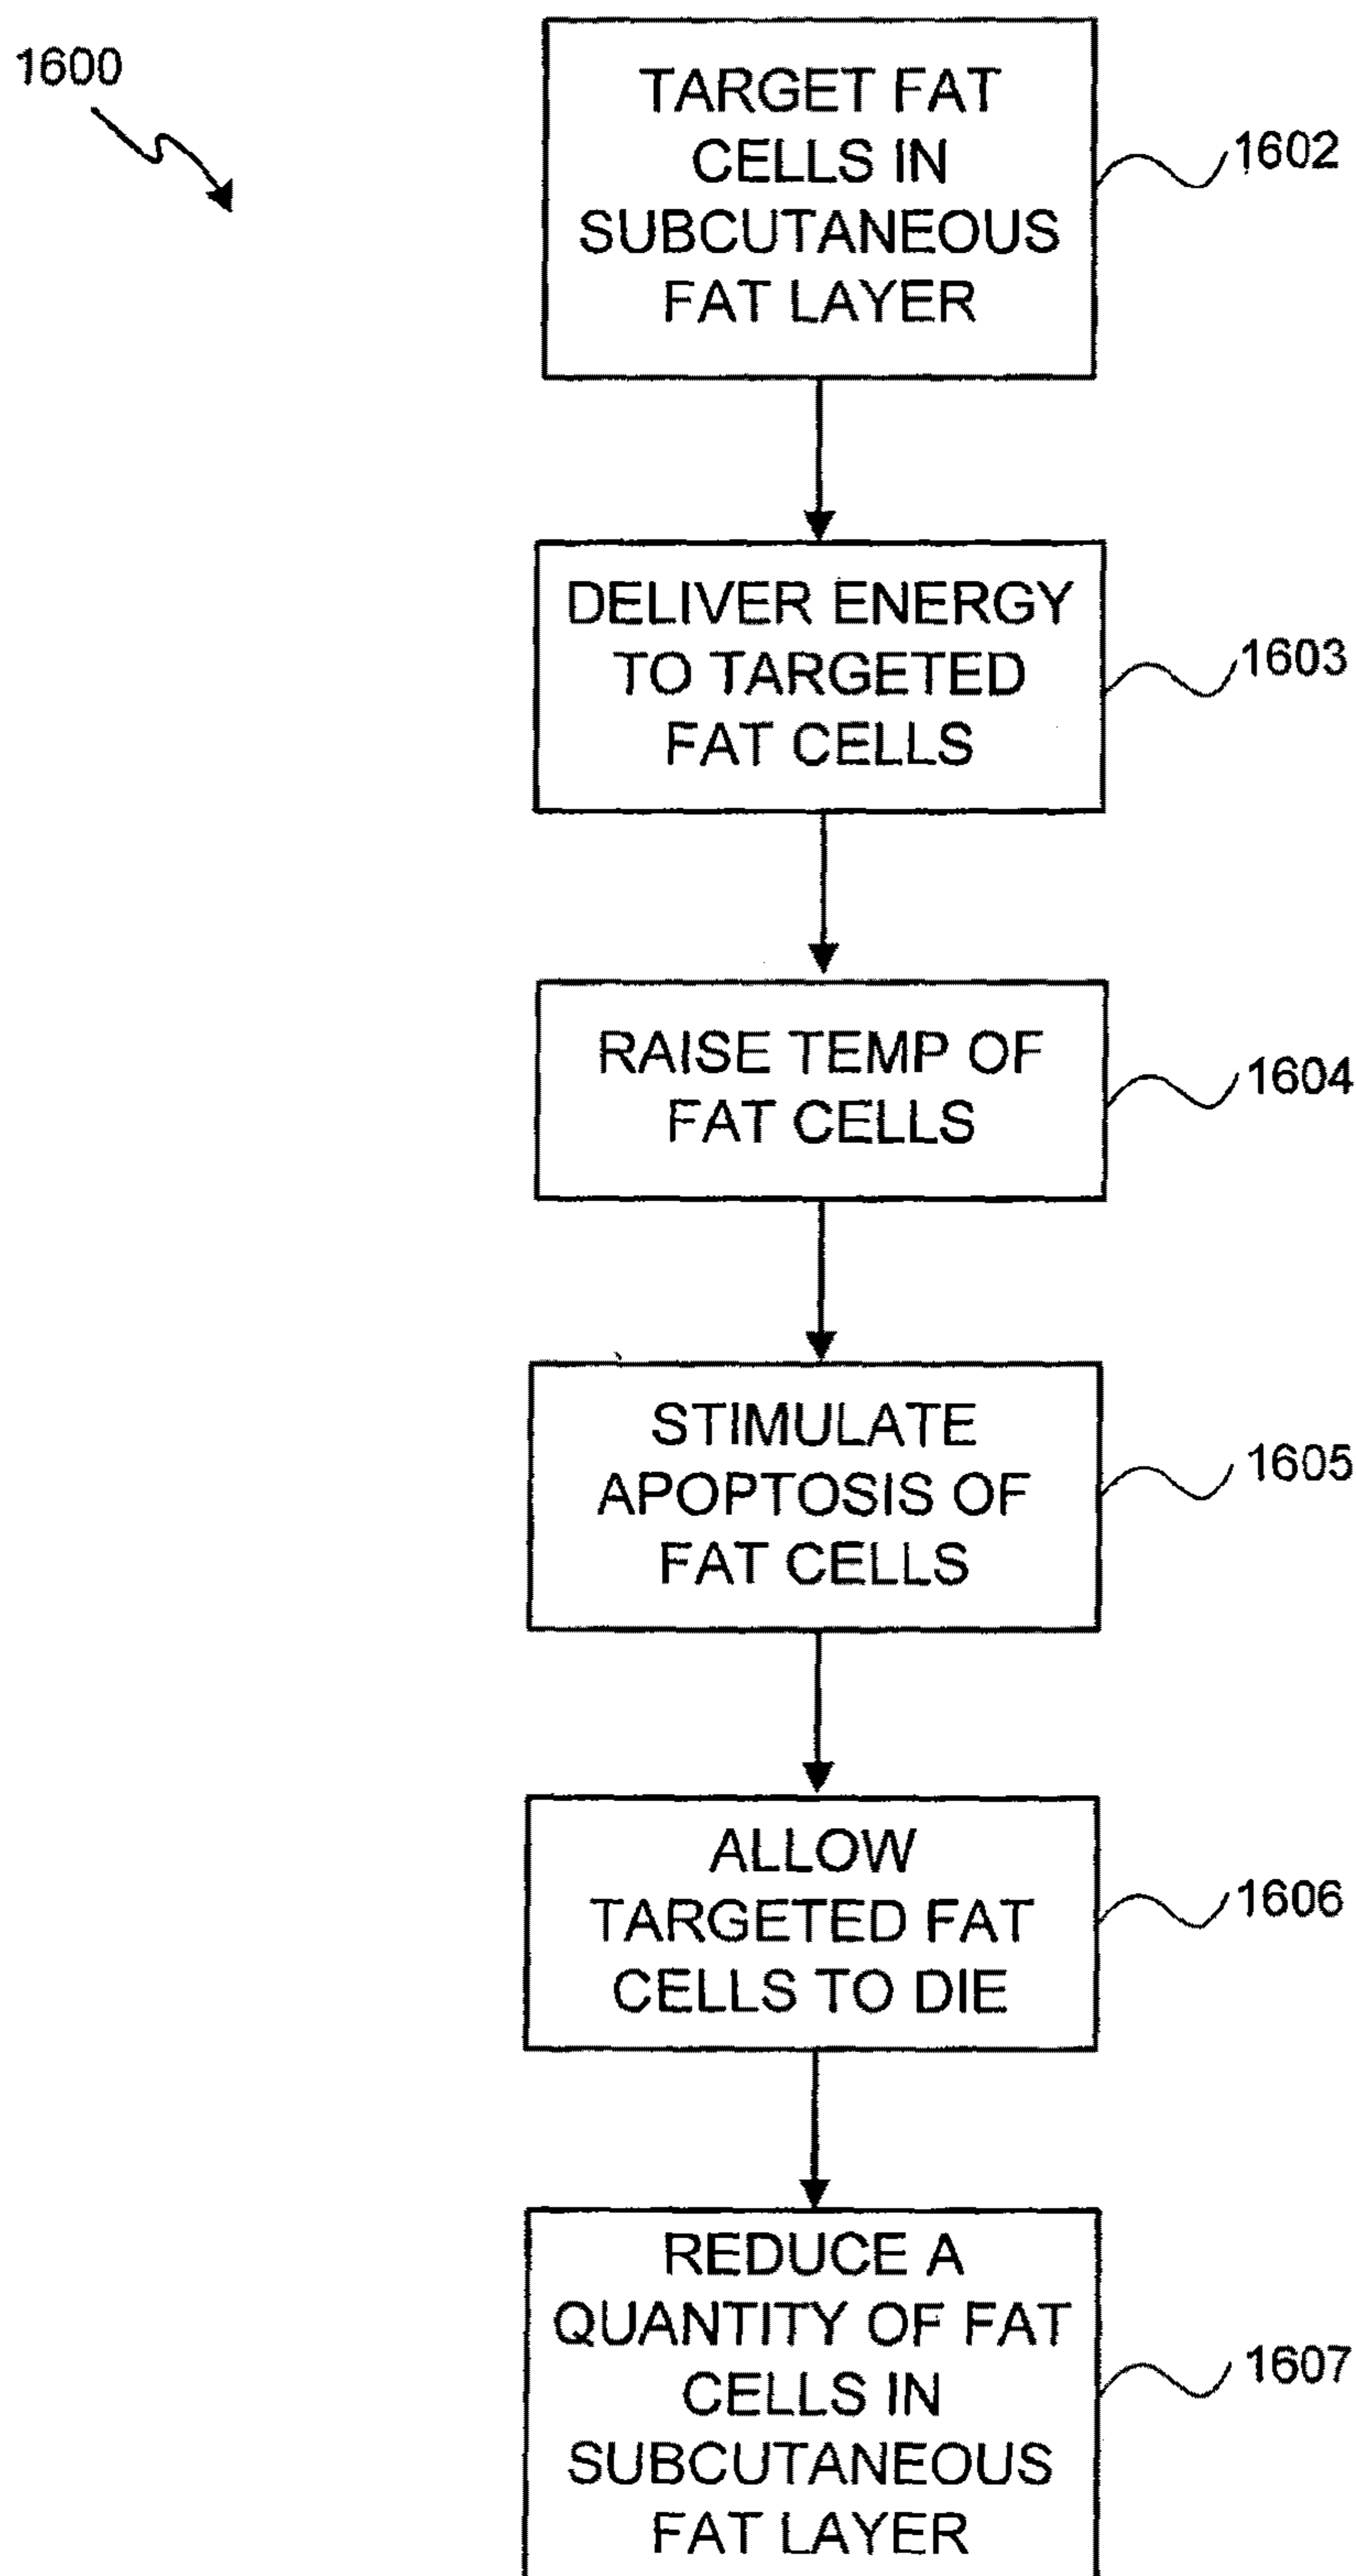 1600
TARGET FAT
CELLS IN
SUBCUTANEOUS
FAT LAYER
1602
DELIVER ENERGY
TO TARGETED
FAT CELLS
1603
RAISE TEMP OF
FAT CELLS
1604
STIMULATE
APOPTOSIS OF
FAT CELLS
1605
ALLOW
TARGETED FAT
CELLS TO DIE
1606
REDUCE A
QUANTITY OF FAT
CELLS IN
SUBCUTANEOUS
FAT LAYER
1607